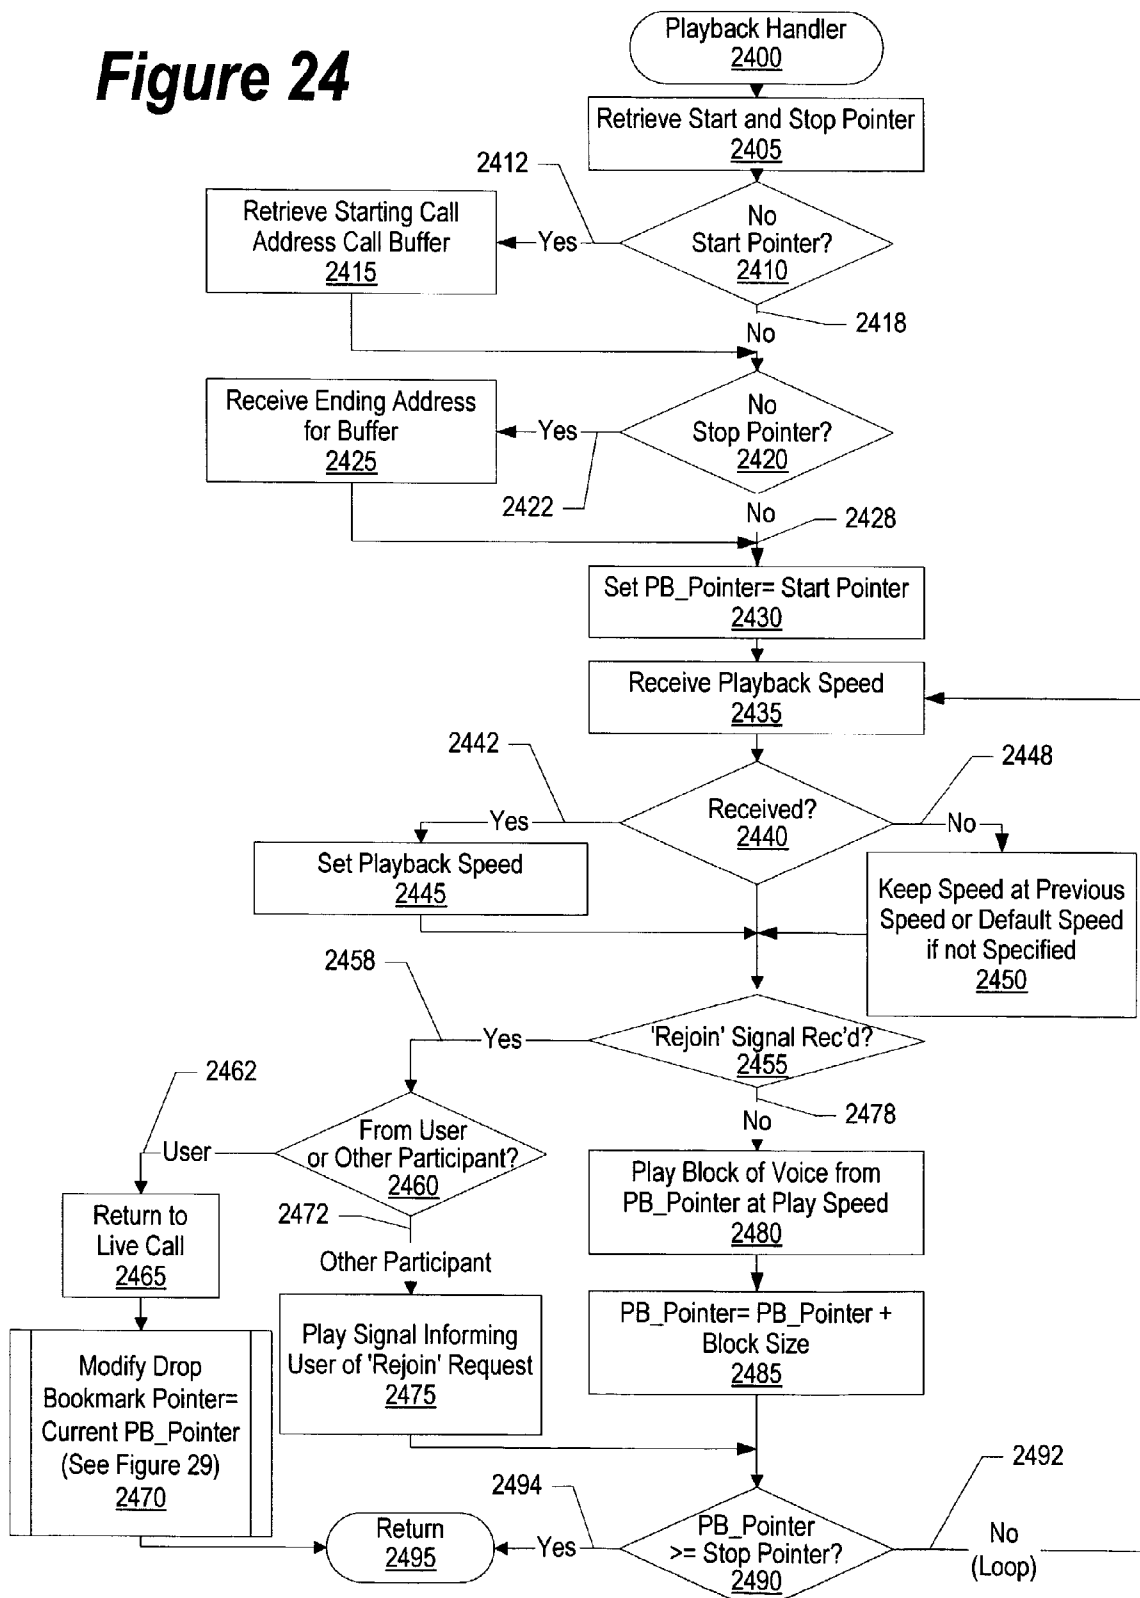 Figure 24
Playback Handler
2400
Retrieve Start and Stop Pointer
2405
2412
No
Start Pointer?
2410
Yes
Retrieve Starting Call
Address Call Buffer
2415
2418
No
No
Stop Pointer?
2420
Yes
Receive Ending Address
for Buffer
2425
2422
No
2428
Set PB_Pointer= Start Pointer
2430
Receive Playback Speed
2435
2442
2448
Received?
2440
Yes
No
Set Playback Speed
2445
Keep Speed at Previous
Speed or Default Speed
if not Specified
2450
2458
'Rejoin' Signal Rec'd?
2455
Yes
2478
No
2462
From User
or Other Participant?
2460
User
2472
Other Participant
Return to
Live Call
2465
Play Block of Voice from
PB_Pointer at Play Speed
2480
Modify Drop
Bookmark Pointer=
Current PB_Pointer
(See Figure 29)
2470
Play Signal Informing
User of 'Rejoin' Request
2475
PB_Pointer= PB_Pointer +
Block Size
2485
2494
2492
PB_Pointer
>= Stop Pointer?
2490
Yes
No
(Loop)
Return
2495